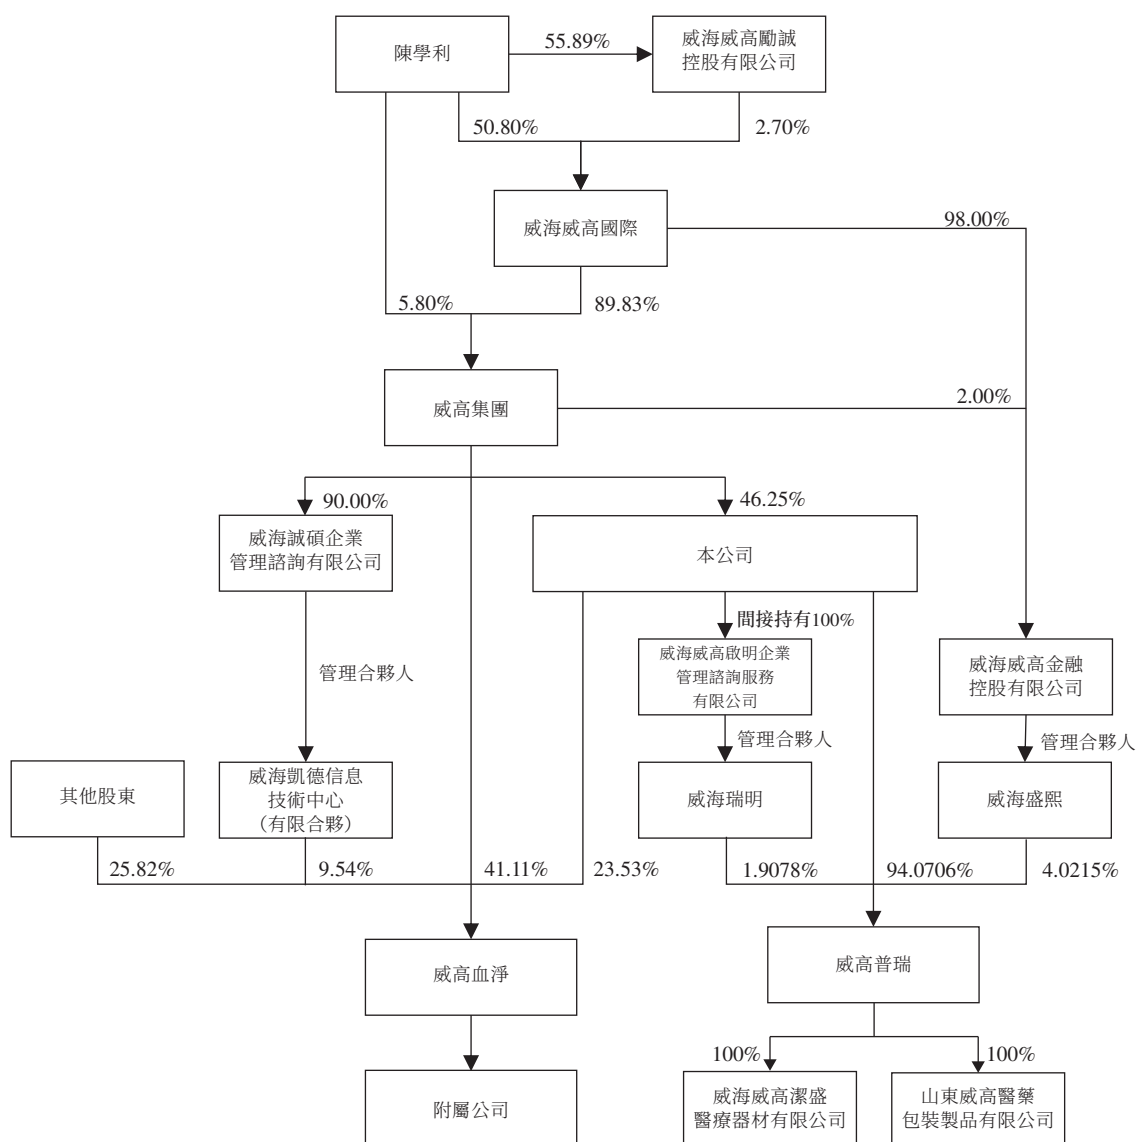 陳學利
55.89%
威海威高勵誠
控股有限公司
50.80%
2.70%
威海威高國際
98.00%
5.80%
89.83%
威高集團
2.00%
90.00%
46.25%
威海誠碩企業
管理諮詢有限公司
本公司
間接持有100%
威海威高啟明企業
管理諮詢服務
有限公司
威海威高金融
控股有限公司
管理合夥人
管理合夥人
管理合夥人
其他股東
威海凱德信息
技術中心
(有限合夥)
威海瑞明
威海盛熙
25.82%
9.54%
41.11%
23.53%
1.9078%
94.0706%
4.0215%
威高血淨
威高普瑞
100%
100%
附屬公司
威海威高潔盛
醫療器材有限公司
山東威高醫藥
包裝製品有限公司